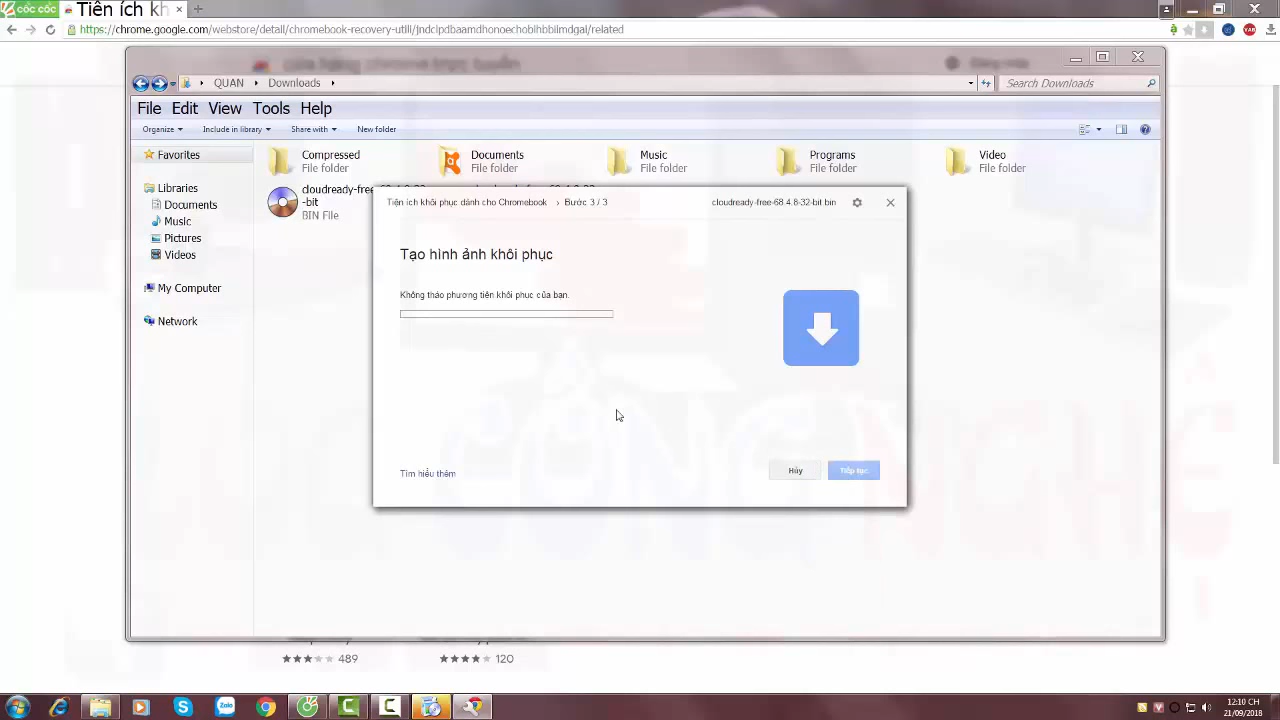 cốc cốc
Tiện ích kh
https://chrome.google.com/webstore/detail/chromebook-recovery-utili/jndclpdbaamdhonoechobihbbiimdgai/related
QUAN
Downloads
Search Downloads
File Edit View Tools Help
Organize
Include in library
Share with
New folder
Favorites
Libraries
Documents
Music
Pictures
Videos
My Computer
Network
Compressed
File folder
Documents
File folder
Music
File folder
Programs
File folder
Video
File folder
cloudready-free
-bit
BIN File
Tiện ích khôi phục dành cho Chromebook
Bước 3 / 3
cloudready-free-68.4.8-32-bit.bin
Tạo hình ảnh khôi phục
Không tháo phương tiện khôi phục của bạn.
Tìm hiểu thêm
Hủy
Tiếp tục
CÔNG NGHỆ
489
120
Zalo
12:10 CH
21/09/2018